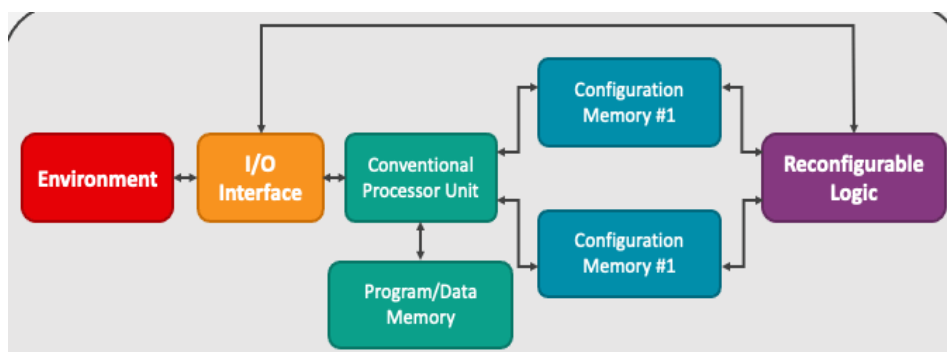 Environment
I/O
Interface
Conventional
Processor Unit
Program/Data
Memory
Configuration
Memory #1
Configuration
Memory #1
Reconfigurable
Logic